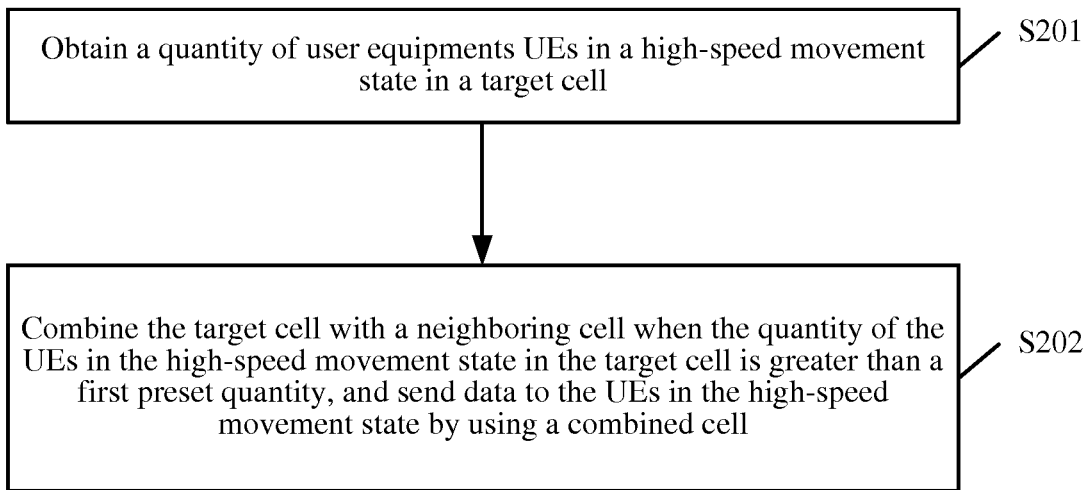 Obtain a quantity of user equipments UEs in a high-speed movement
state in a target cell
S201
Combine the target cell with a neighboring cell when the quantity of the
UEs in the high-speed movement state in the target cell is greater than a
first preset quantity, and send data to the UEs in the high-speed
movement state by using a combined cell
S202